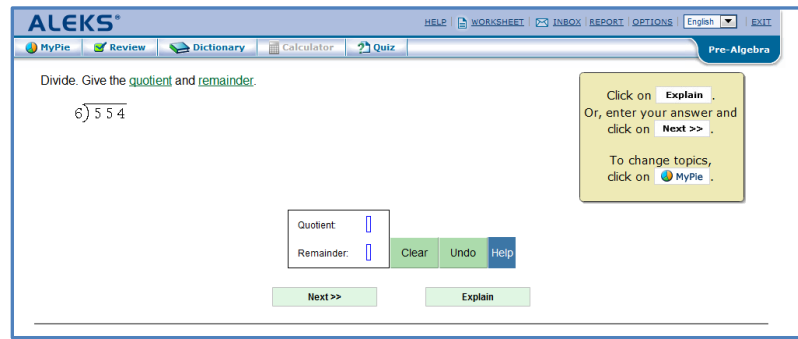 ALEKS®
HELP WORKSHEET INBOX REPORT OPTIONS English EXIT
MyPie Review Dictionary Calculator Quiz
Pre-Algebra
Divide. Give the quotient and remainder.
6)554
Click on Explain .
Or, enter your answer and
click on Next >> .
To change topics,
click on MyPie .
Quotient:
Remainder:
Clear Undo Help
Next >> Explain